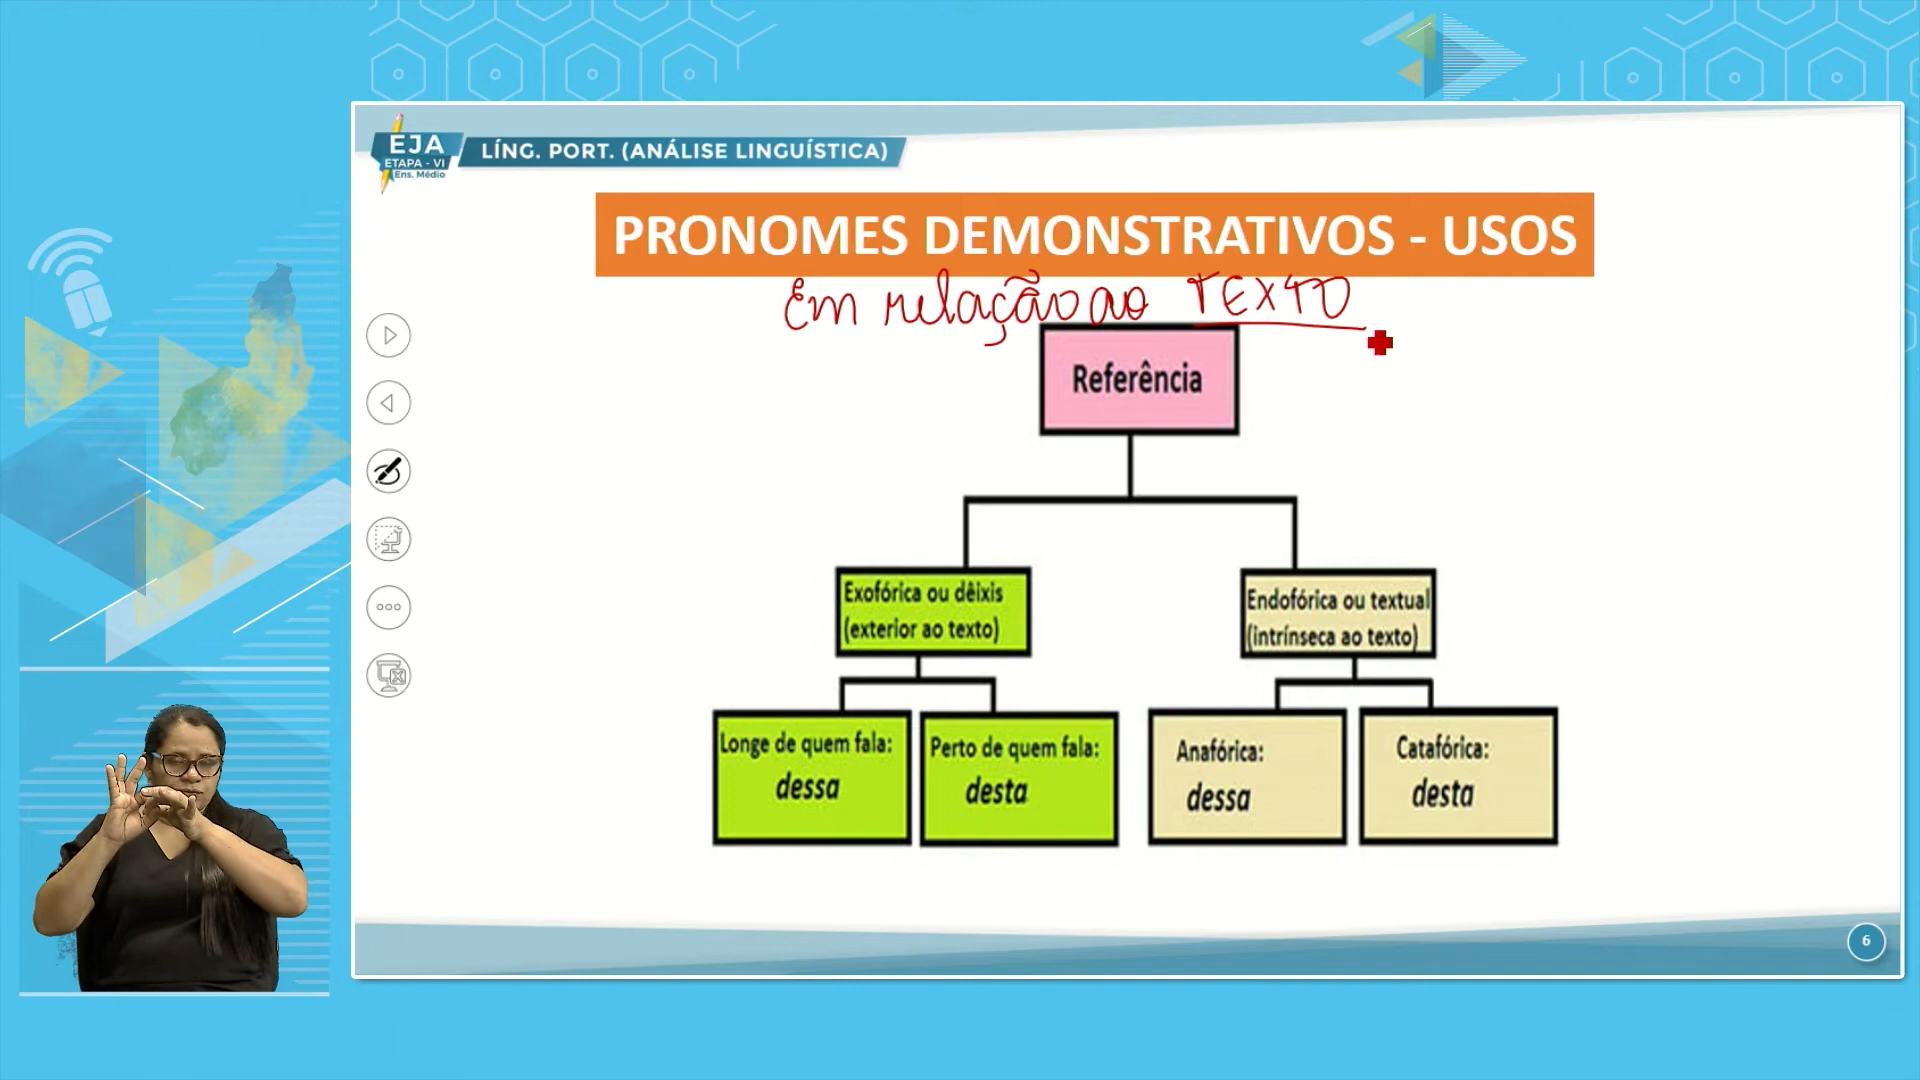 EJA
ETAPA - VI
Ens. Médio
LÍNG. PORT. (ANÁLISE LINGUÍSTICA)
PRONOMES DEMONSTRATIVOS - USOS
Em relação ao TEXTO
Referência
Exofórica ou dêixis
(exterior ao texto)
Endofórica ou textual
(intrínseca ao texto)
Longe de quem fala:
dessa
Perto de quem fala:
desta
Anafórica:
dessa
Catafórica:
desta
6